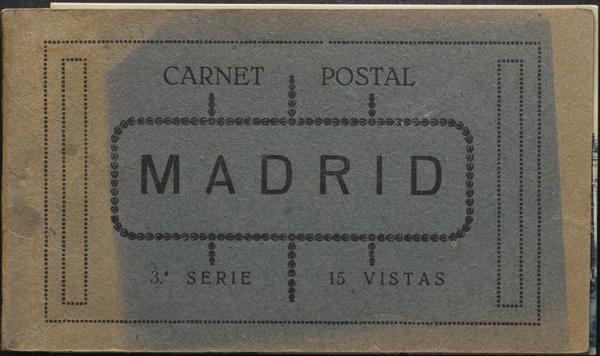 CARNET POSTAL
MADRID
3.ª SERIE 15 VISTAS